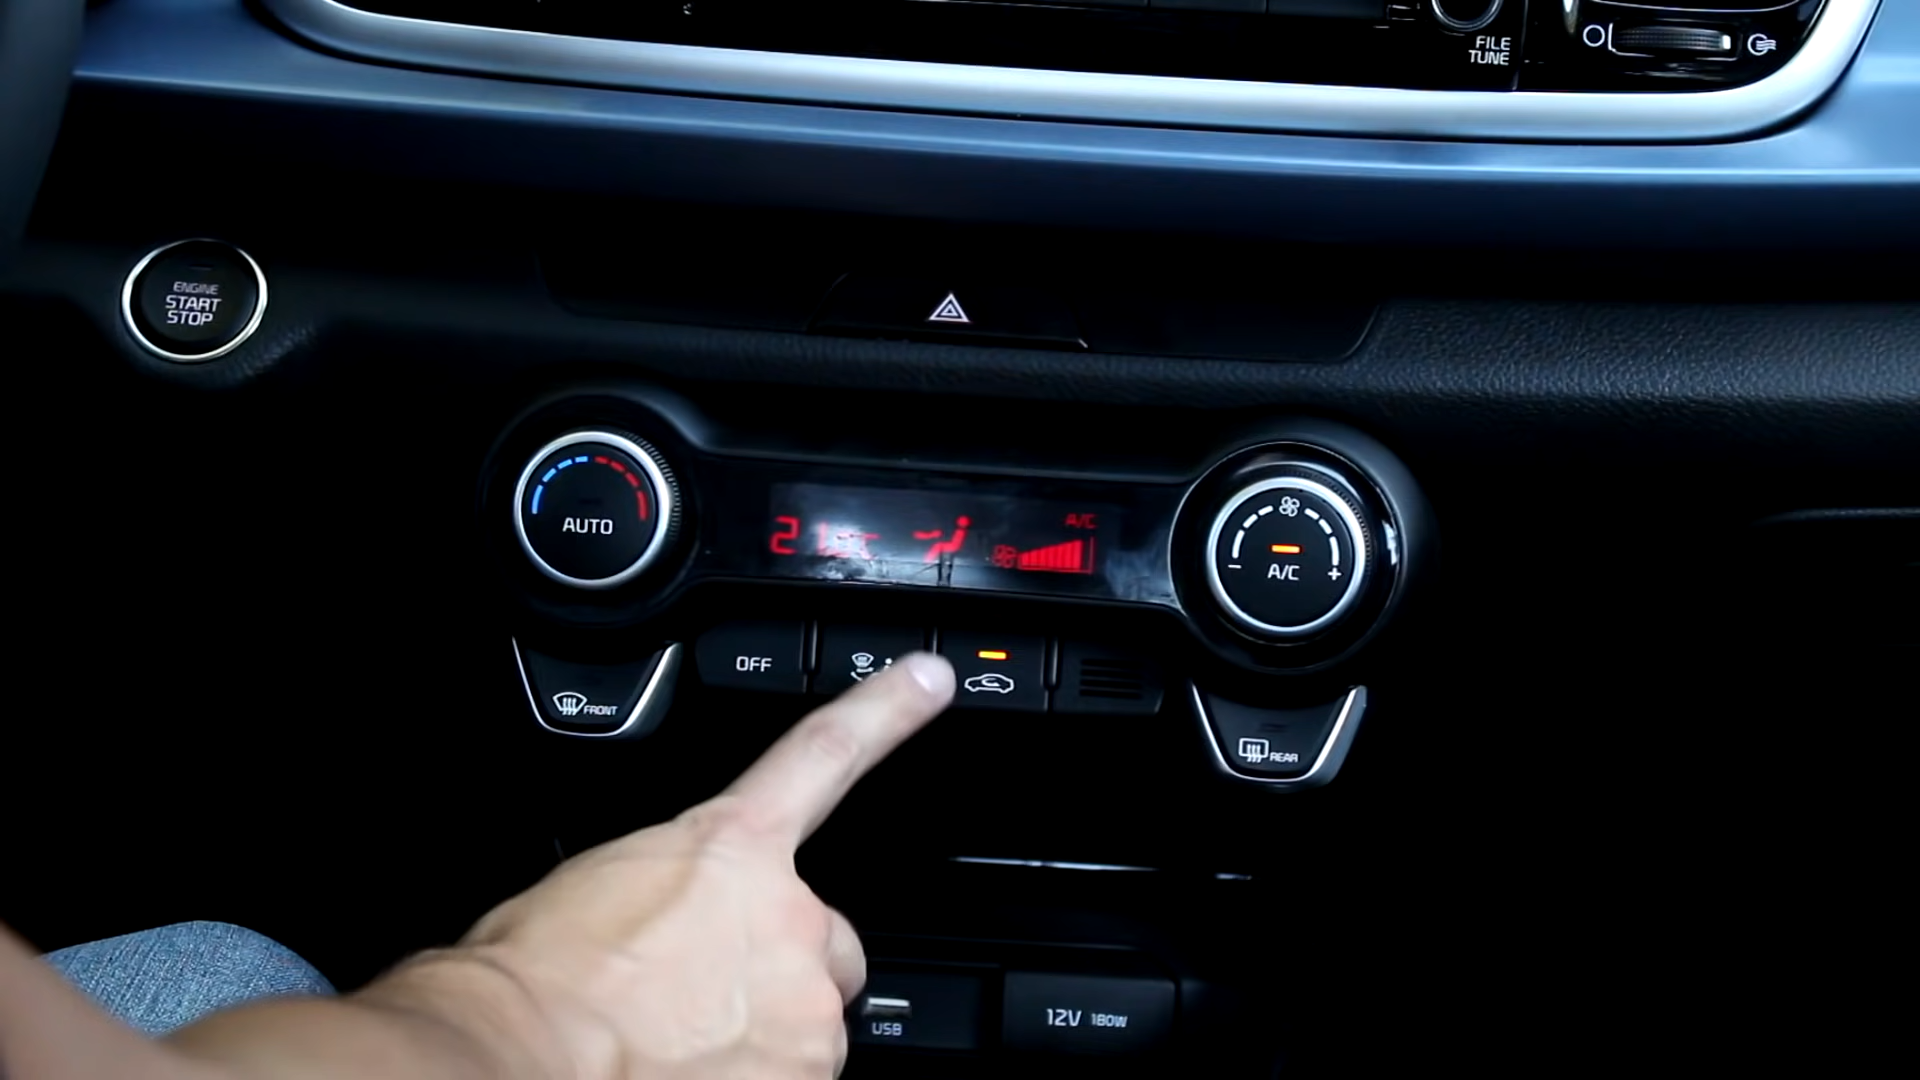 FILE
TUNE
ENGINE
START
STOP
AUTO
A/C
A/C
OFF
FRONT
REAR
USB
12V 180W